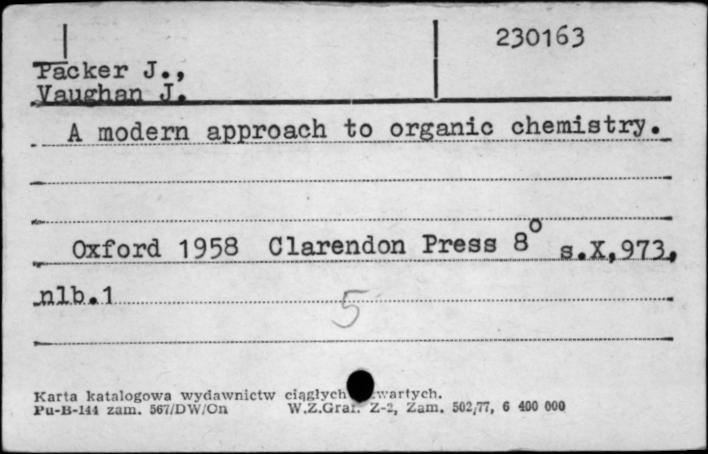 230163
Packer J.,
Vaughan J.
A modern approach to organic chemistry.
Oxford 1958 Clarendon Press 8° s.X,973,
nlb.1
5
Karta katalogowa wydawnictw ciągłych
Pu-B-144 zam. 567/DW/On W.Z.Graf. Z-2, Zam. 502/77, 6 400 000